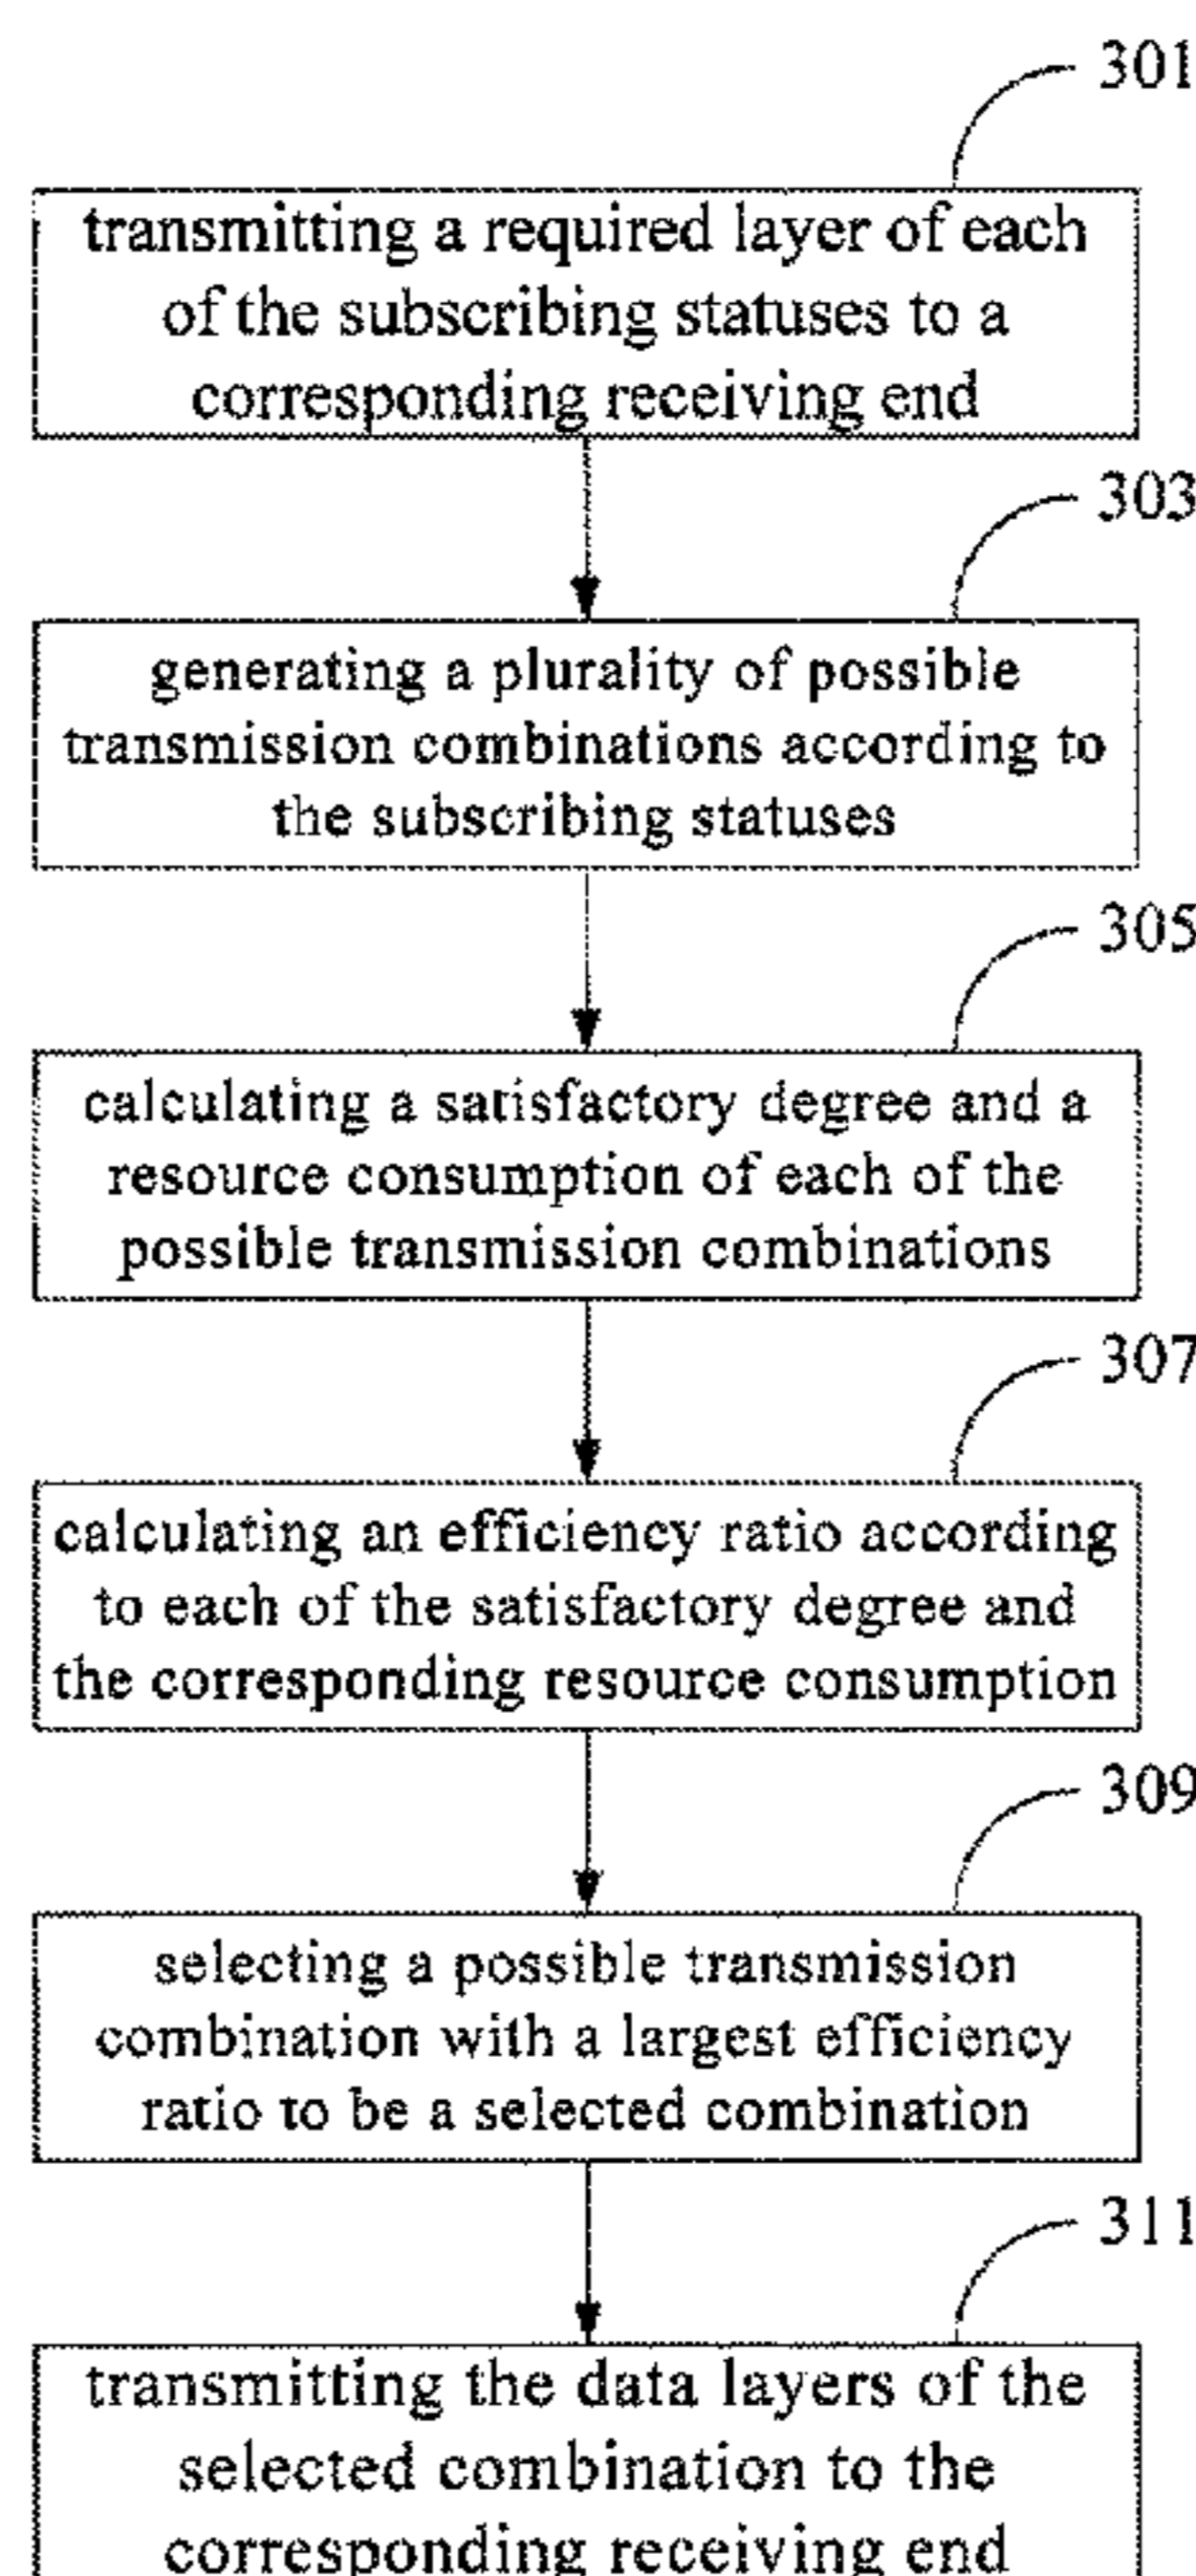 301
transmitting a required layer of each
of the subscribing statuses to a
corresponding receiving end
303
generating a plurality of possible
transmission combinations according to
the subscribing statuses
305
calculating a satisfactory degree and a
resource consumption of each of the
possible transmission combinations
307
calculating an efficiency ratio according
to each of the satisfactory degree and
the corresponding resource consumption
309
selecting a possible transmission
combination with a largest efficiency
ratio to be a selected combination
311
transmitting the data layers of the
selected combination to the
corresponding receiving end